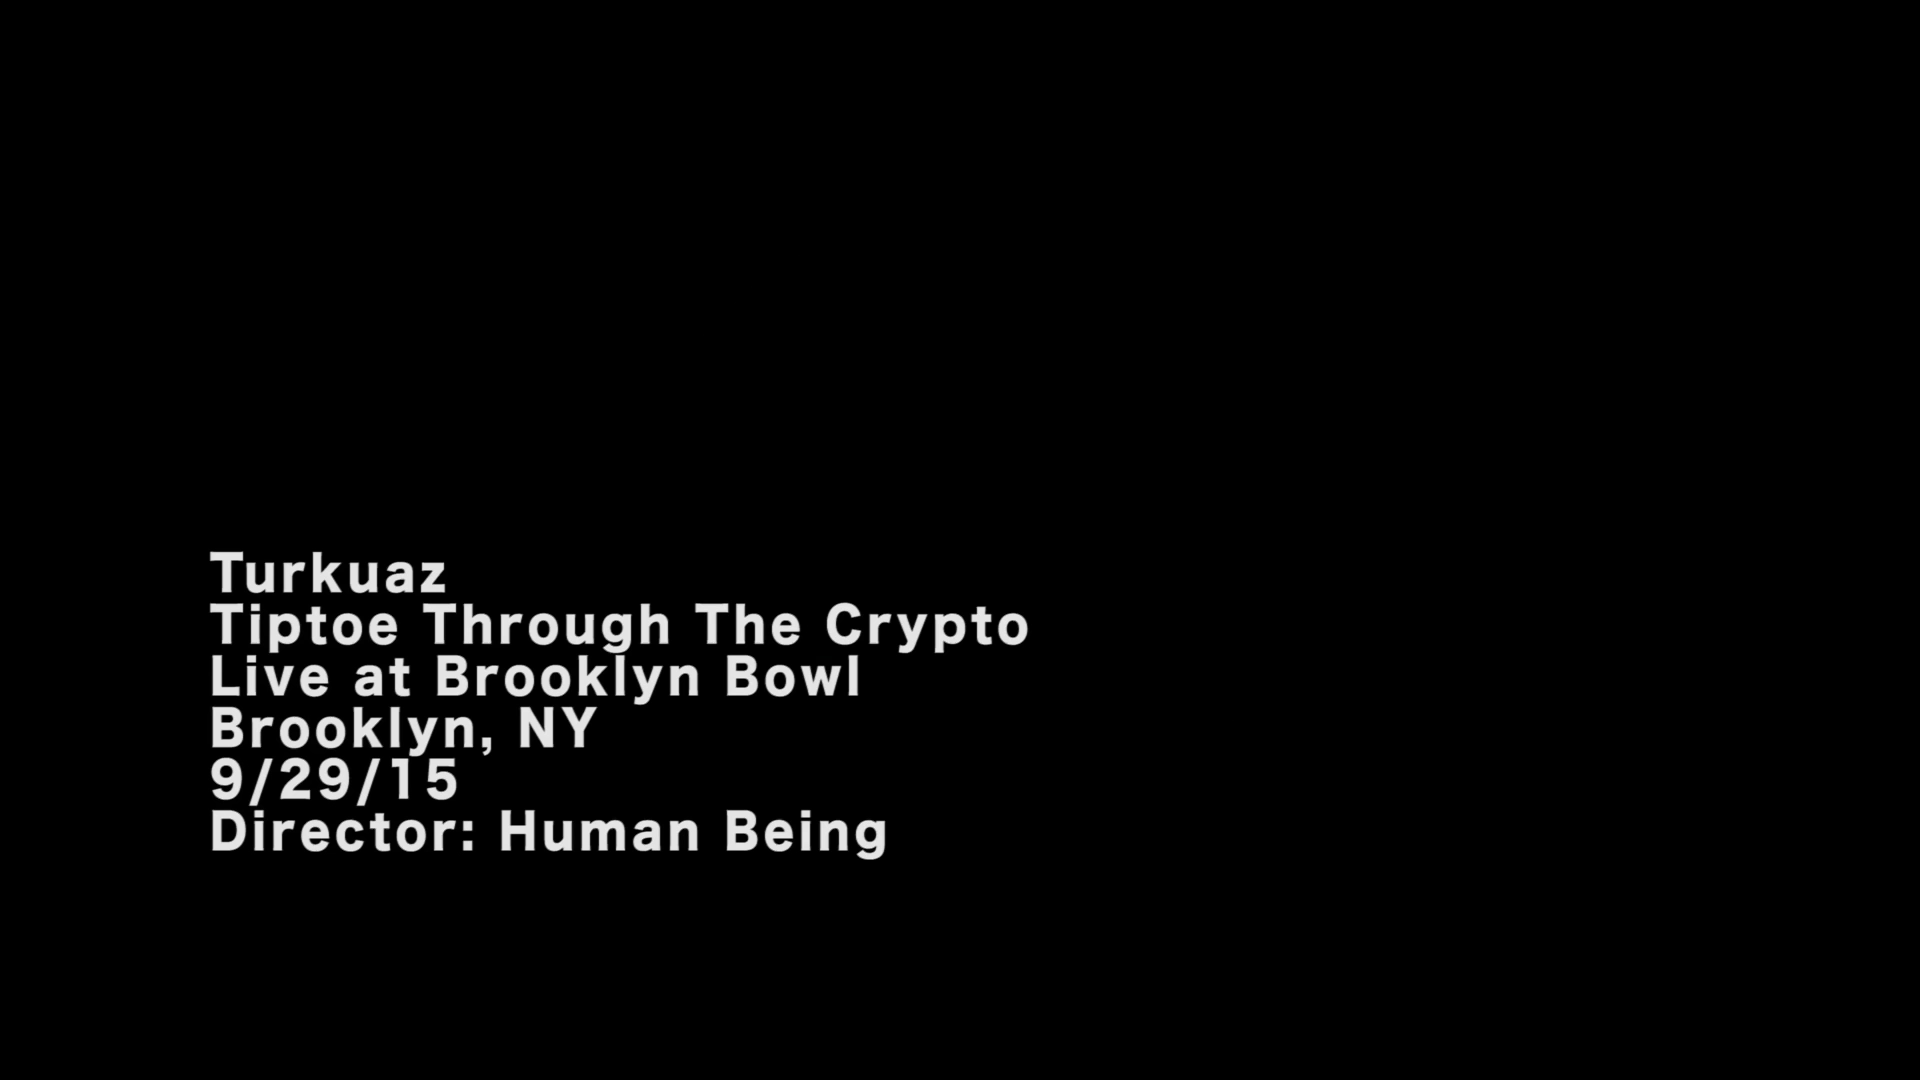 Turkuaz
Tiptoe Through The Crypto
Live at Brooklyn Bowl
Brooklyn, NY
9/29/15
Director: Human Being